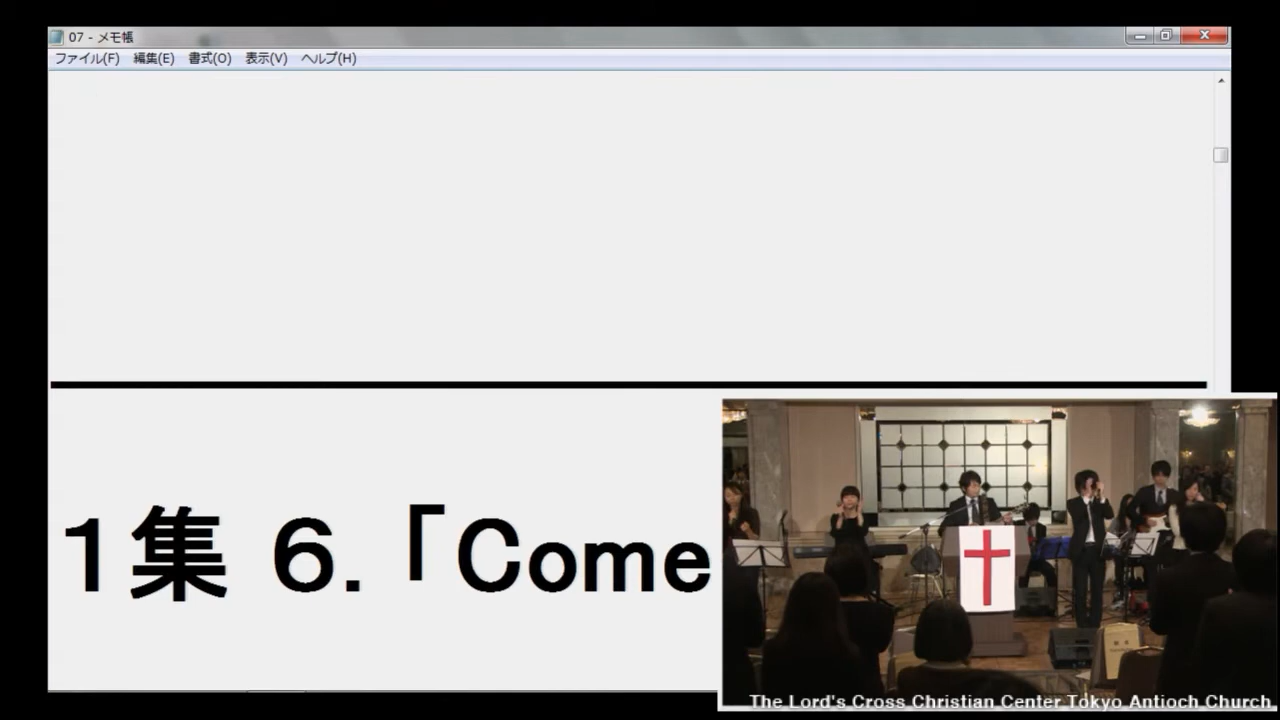 07 - メモ帳
ファイル(F) 編集(E) 書式(O) 表示(V) ヘルプ(H)
1集 6.「Come
The Lord's Cross Christian Center Tokyo Antioch Church